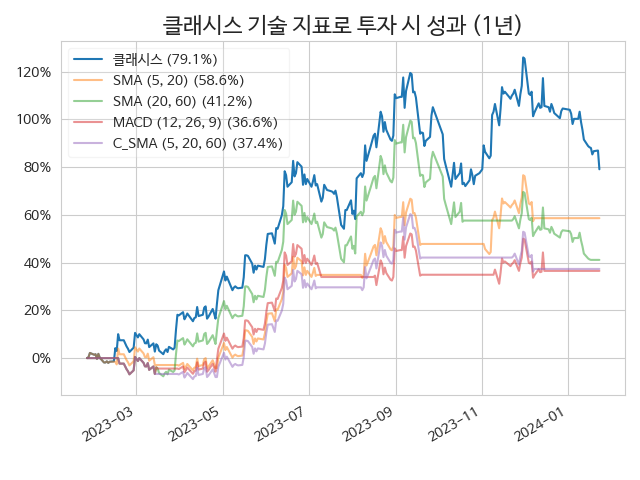 클래시스 기술 지표로 투자 시 성과 (1년)
클래시스 (79.1%)
SMA (5, 20) (58.6%)
SMA (20, 60) (41.2%)
MACD (12, 26, 9) (36.6%)
C_SMA (5, 20, 60) (37.4%)
120%
100%
80%
60%
40%
20%
0%
2023-03
2023-05
2023-07
2023-09
2023-11
2024-01